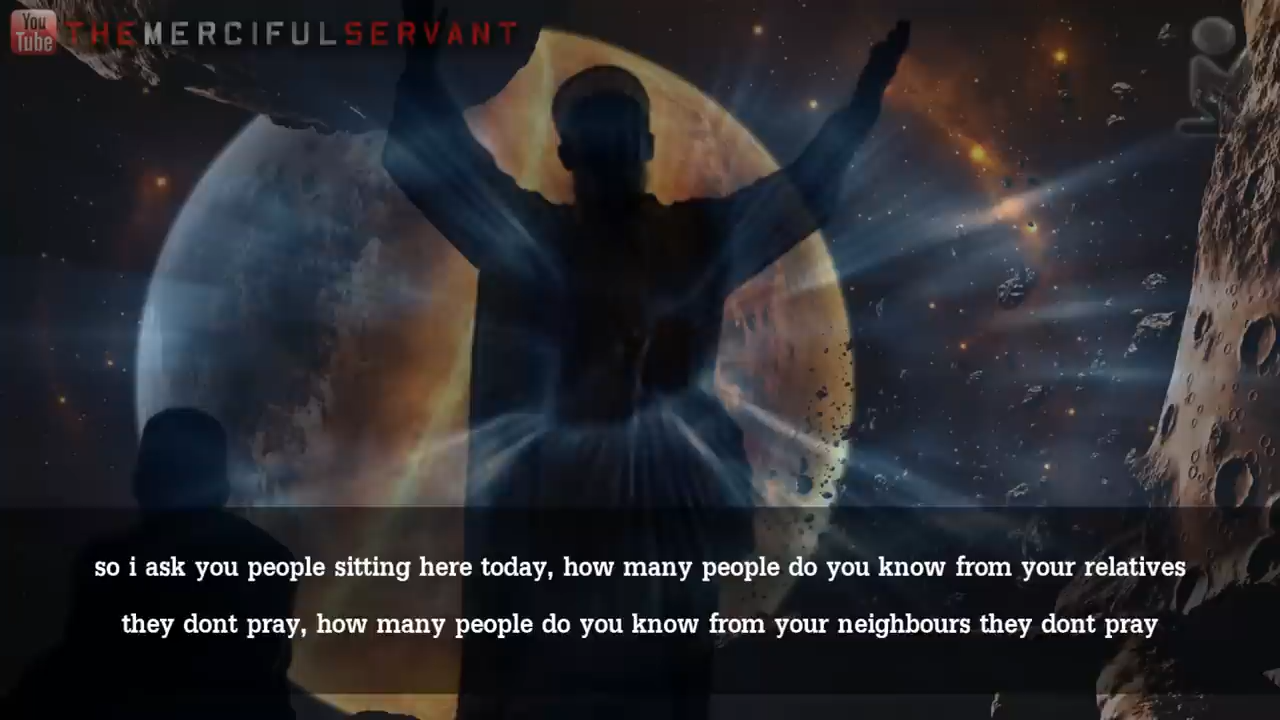 You
Tube
THEMERCIFULSERVANT
so i ask you people sitting here today, how many people do you know from your relatives
they dont pray, how many people do you know from your neighbours they dont pray